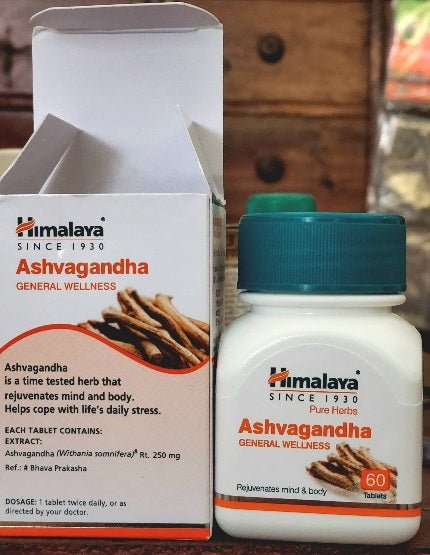 Himalaya
SINCE 1930
Ashvagandha
GENERAL WELLNESS
Ashvagandha
is a time tested herb that
rejuvenates mind and body.
Helps cope with life's daily stress.
EACH TABLET CONTAINS:
EXTRACT:
Ashvagandha (Withania somnifera)# Rt. 250 mg
Ref.: # Bhava Prakasha
DOSAGE: 1 tablet twice daily, or as
directed by your doctor.
Himalaya
SINCE 1930
Pure Herbs
Ashvagandha
GENERAL WELLNESS
Rejuvenates mind & body
60
Tablets